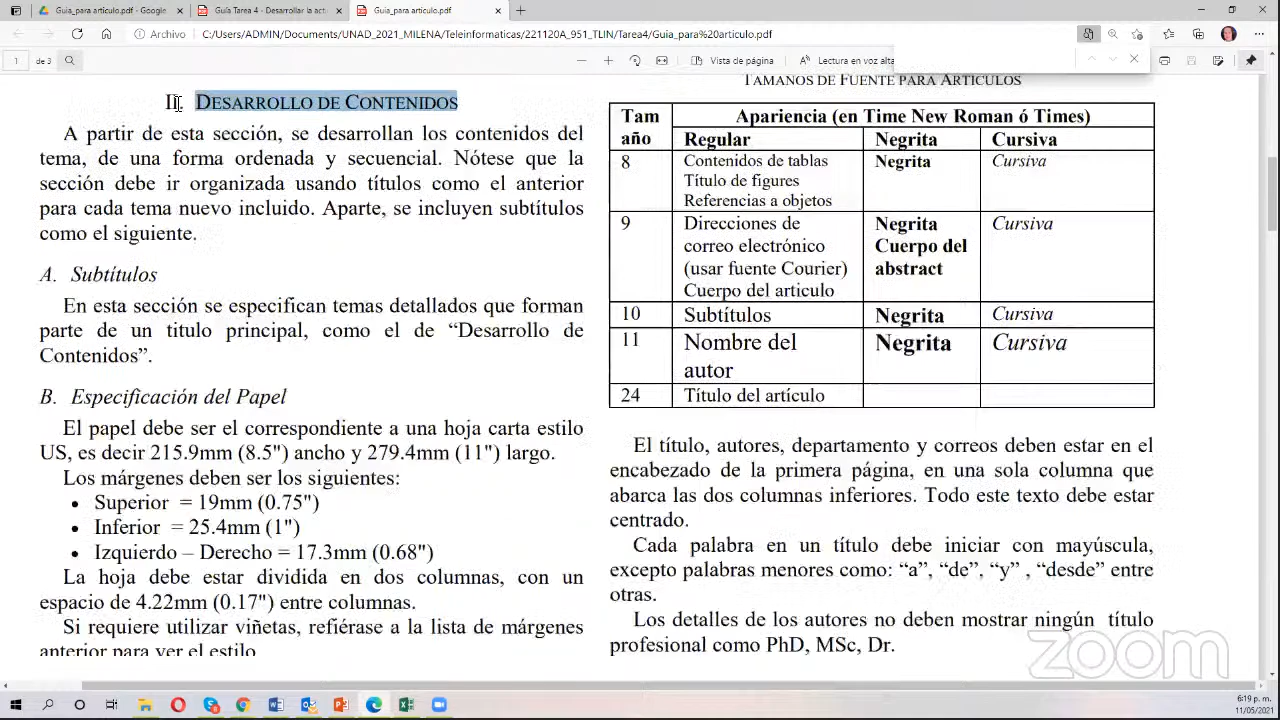 Guia_para articulo.pdf - Google
Guía Tarea 4 - Desarrollar la acti
Guia_para articulo.pdf
Archivo
C:/Users/ADMIN/Documents/UNAD_2021_MILENA/Teleinformaticas/221120A_951_TLIN/Tarea4/Guia_para%20articulo.pdf
1 de 3
Vista de página
Lectura en voz alta
II DESARROLLO DE CONTENIDOS
A partir de esta sección, se desarrollan los contenidos del
tema, de una forma ordenada y secuencial. Nótese que la
sección debe ir organizada usando títulos como el anterior
para cada tema nuevo incluido. Aparte, se incluyen subtítulos
como el siguiente.
A. Subtítulos
En esta sección se especifican temas detallados que forman
parte de un titulo principal, como el de “Desarrollo de
Contenidos”.
B. Especificación del Papel
El papel debe ser el correspondiente a una hoja carta estilo
US, es decir 215.9mm (8.5") ancho y 279.4mm (11") largo.
Los márgenes deben ser los siguientes:
• Superior = 19mm (0.75")
• Inferior = 25.4mm (1")
• Izquierdo – Derecho = 17.3mm (0.68")
La hoja debe estar dividida en dos columnas, con un
espacio de 4.22mm (0.17") entre columnas.
Si requiere utilizar viñetas, refiérase a la lista de márgenes
anterior para ver el estilo
TAMAÑOS DE FUENTE PARA ARTÍCULOS
Tam
año
Apariencia (en Time New Roman ó Times)
Regular Negrita Cursiva
8 Contenidos de tablas Negrita Cursiva
Título de figures
Referencias a objetos
9 Direcciones de Negrita Cursiva
correo electrónico Cuerpo del
(usar fuente Courier) abstract
Cuerpo del articulo
10 Subtítulos Negrita Cursiva
11 Nombre del Negrita Cursiva
autor
24 Título del artículo
El título, autores, departamento y correos deben estar en el
encabezado de la primera página, en una sola columna que
abarca las dos columnas inferiores. Todo este texto debe estar
centrado.
Cada palabra en un título debe iniciar con mayúscula,
excepto palabras menores como: “a”, “de”, “y” , “desde” entre
otras.
Los detalles de los autores no deben mostrar ningún título
profesional como PhD, MSc, Dr.
zoom
6:19 p. m.
11/05/2021